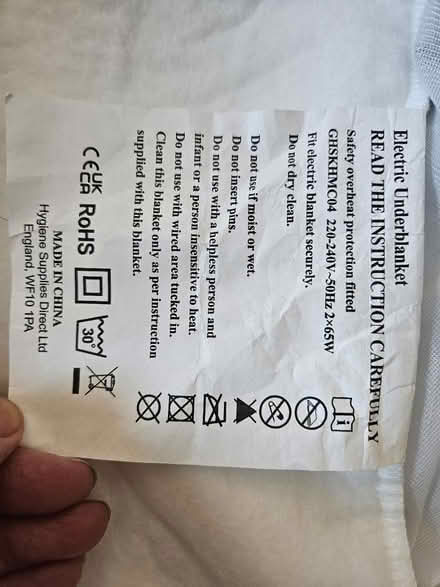 Electric Underblanket
READ THE INSTRUCTION CAREFULLY
Safety overheat protection fitted
GHSKHMC04 220-240V~50Hz 2×65W
Fit electric blanket securely.
Do not dry clean.
Do not use if moist or wet.
Do not insert pins.
Do not use with a helpless person and
infant or a person insensitive to heat.
Do not use with wired area tucked in.
Clean this blanket only as per instruction
supplied with this blanket.
CE UKCA RoHS 30°
MADE IN CHINA
Hygiene Supplies Direct Ltd
England, WF10 1PA